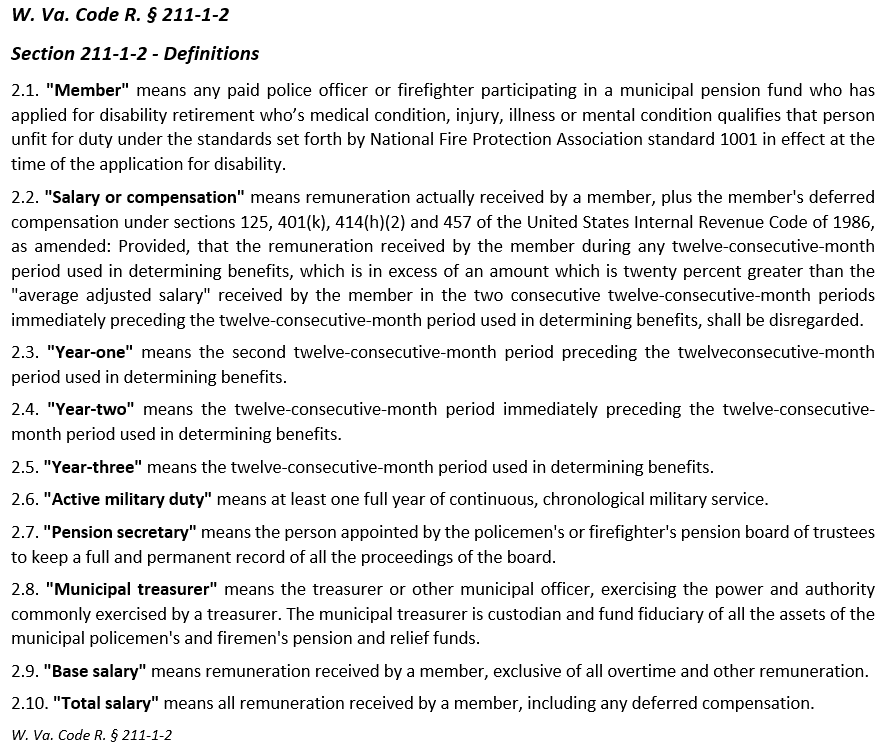 W. Va. Code R. § 211-1-2
Section 211-1-2 - Definitions
2.1. "Member" means any paid police officer or firefighter participating in a municipal pension fund who has
applied for disability retirement who's medical condition, injury, illness or mental condition qualifies that person
unfit for duty under the standards set forth by National Fire Protection Association standard 1001 in effect at the
time of the application for disability.
2.2. "Salary or compensation" means remuneration actually received by a member, plus the member's deferred
compensation under sections 125, 401(k), 414(h)(2) and 457 of the United States Internal Revenue Code of 1986,
as amended: Provided, that the remuneration received by the member during any twelve-consecutive-month
period used in determining benefits, which is in excess of an amount which is twenty percent greater than the
"average adjusted salary" received by the member in the two consecutive twelve-consecutive-month periods
immediately preceding the twelve-consecutive-month period used in determining benefits, shall be disregarded.
2.3. "Year-one" means the second twelve-consecutive-month period preceding the twelveconsecutive-month
period used in determining benefits.
2.4. "Year-two" means the twelve-consecutive-month period immediately preceding the twelve-consecutive-
month period used in determining benefits.
2.5. "Year-three" means the twelve-consecutive-month period used in determining benefits.
2.6. "Active military duty" means at least one full year of continuous, chronological military service.
2.7. "Pension secretary" means the person appointed by the policemen's or firefighter's pension board of trustees
to keep a full and permanent record of all the proceedings of the board.
2.8. "Municipal treasurer" means the treasurer or other municipal officer, exercising the power and authority
commonly exercised by a treasurer. The municipal treasurer is custodian and fund fiduciary of all the assets of the
municipal policemen's and firemen's pension and relief funds.
2.9. "Base salary" means remuneration received by a member, exclusive of all overtime and other remuneration.
2.10. "Total salary" means all remuneration received by a member, including any deferred compensation.
W. Va. Code R. § 211-1-2